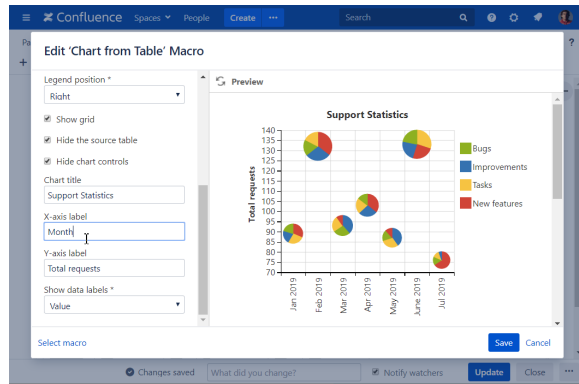 Confluence Spaces People Create ··· Search
Pa
Edit 'Chart from Table' Macro
?
Legend position *
Right
Show grid
Hide the source table
Hide chart controls
Chart title
Support Statistics
X-axis label
Month
Y-axis label
Total requests
Show data labels *
Value
Preview
Support Statistics
140
135
130
125
120
115
110
105
100
95
90
85
80
75
70
Total requests
Jan 2019
Feb 2019
Mar 2019
Apr 2019
May 2019
June 2019
Jul 2019
Bugs
Improvements
Tasks
New features
Select macro
Save Cancel
Changes saved What did you change? Notify watchers Update Close ···